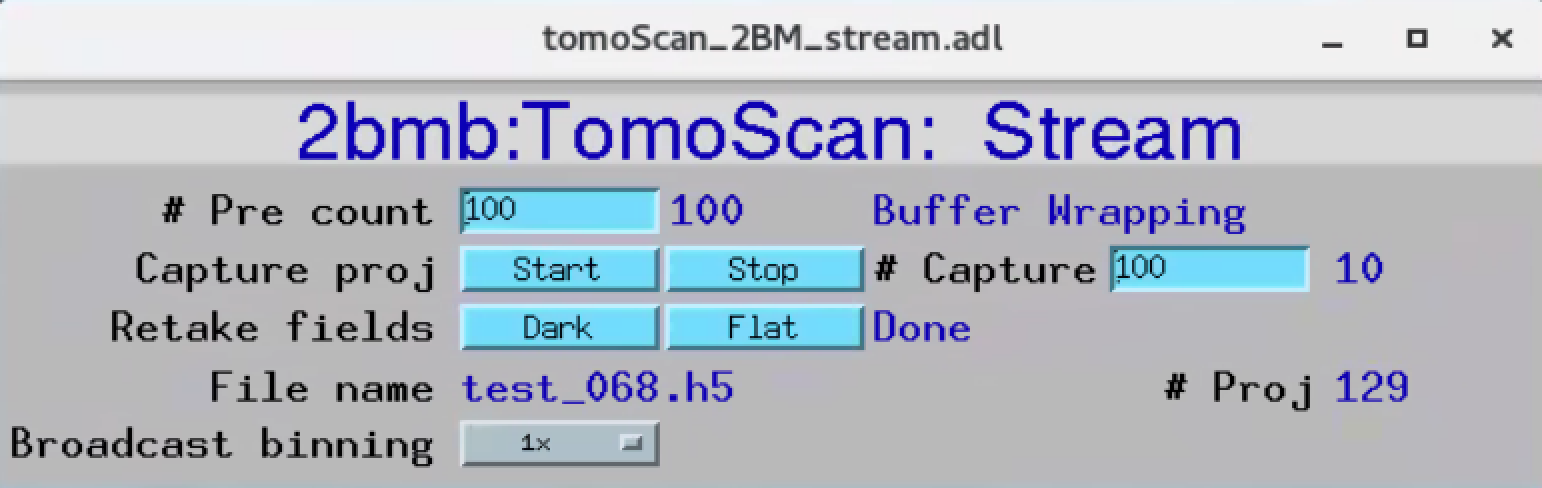 tomoScan_2BM_stream.adl
2bmb:TomoScan: Stream
# Pre count 100 100 Buffer Wrapping
Capture proj Start Stop # Capture 100 10
Retake fields Dark Flat Done
File name test_068.h5 # Proj 129
Broadcast binning 1x